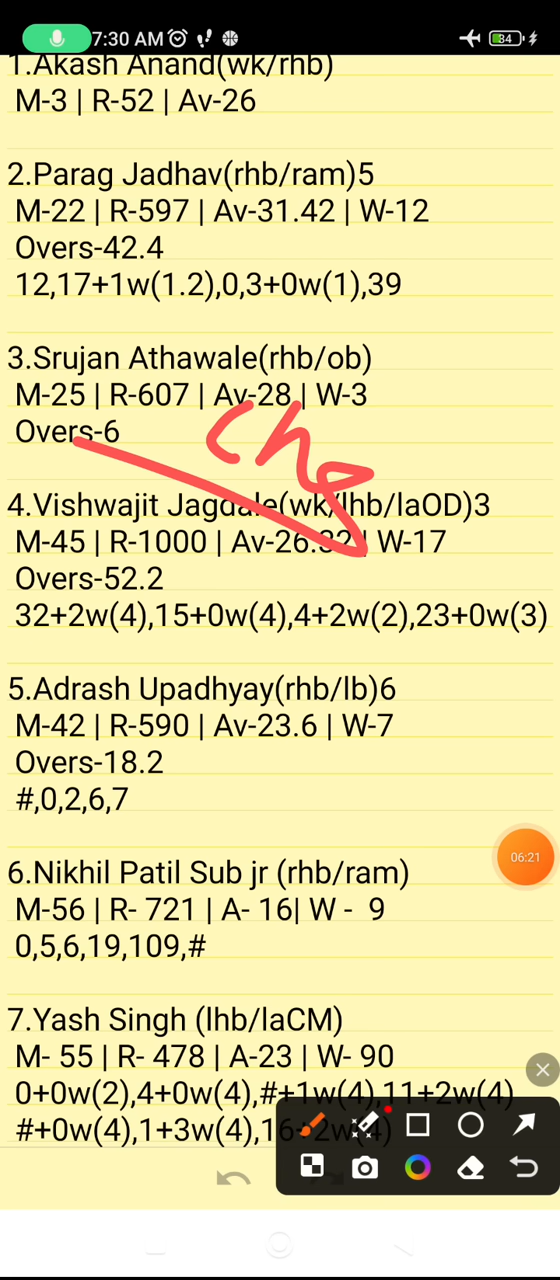 7:30 AM
34
1.Akash Anand(wk/rhb)
M-3 | R-52 | Av-26
2.Parag Jadhav(rhb/ram)5
M-22 | R-597 | Av-31.42 | W-12
Overs-42.4
12,17+1w(1.2),0,3+0w(1),39
3.Srujan Athawale(rhb/ob)
M-25 | R-607 | Av-28 | W-3
Overs-6
4.Vishwajit Jagdale(wk/lhb/laOD)3
M-45 | R-1000 | Av-26.32 | W-17
Overs-52.2
32+2w(4),15+0w(4),4+2w(2),23+0w(3)
5.Adrash Upadhyay(rhb/lb)6
M-42 | R-590 | Av-23.6 | W-7
Overs-18.2
#,0,2,6,7
06:21
6.Nikhil Patil Sub jr (rhb/ram)
M-56 | R- 721 | A- 16| W -  9
0,5,6,19,109,#
7.Yash Singh (lhb/laCM)
M- 55 | R- 478 | A-23 | W- 90
0+0w(2),4+0w(4),#+1w(4),11+2w(4)
#+0w(4),1+3w(4),16+2w(4)